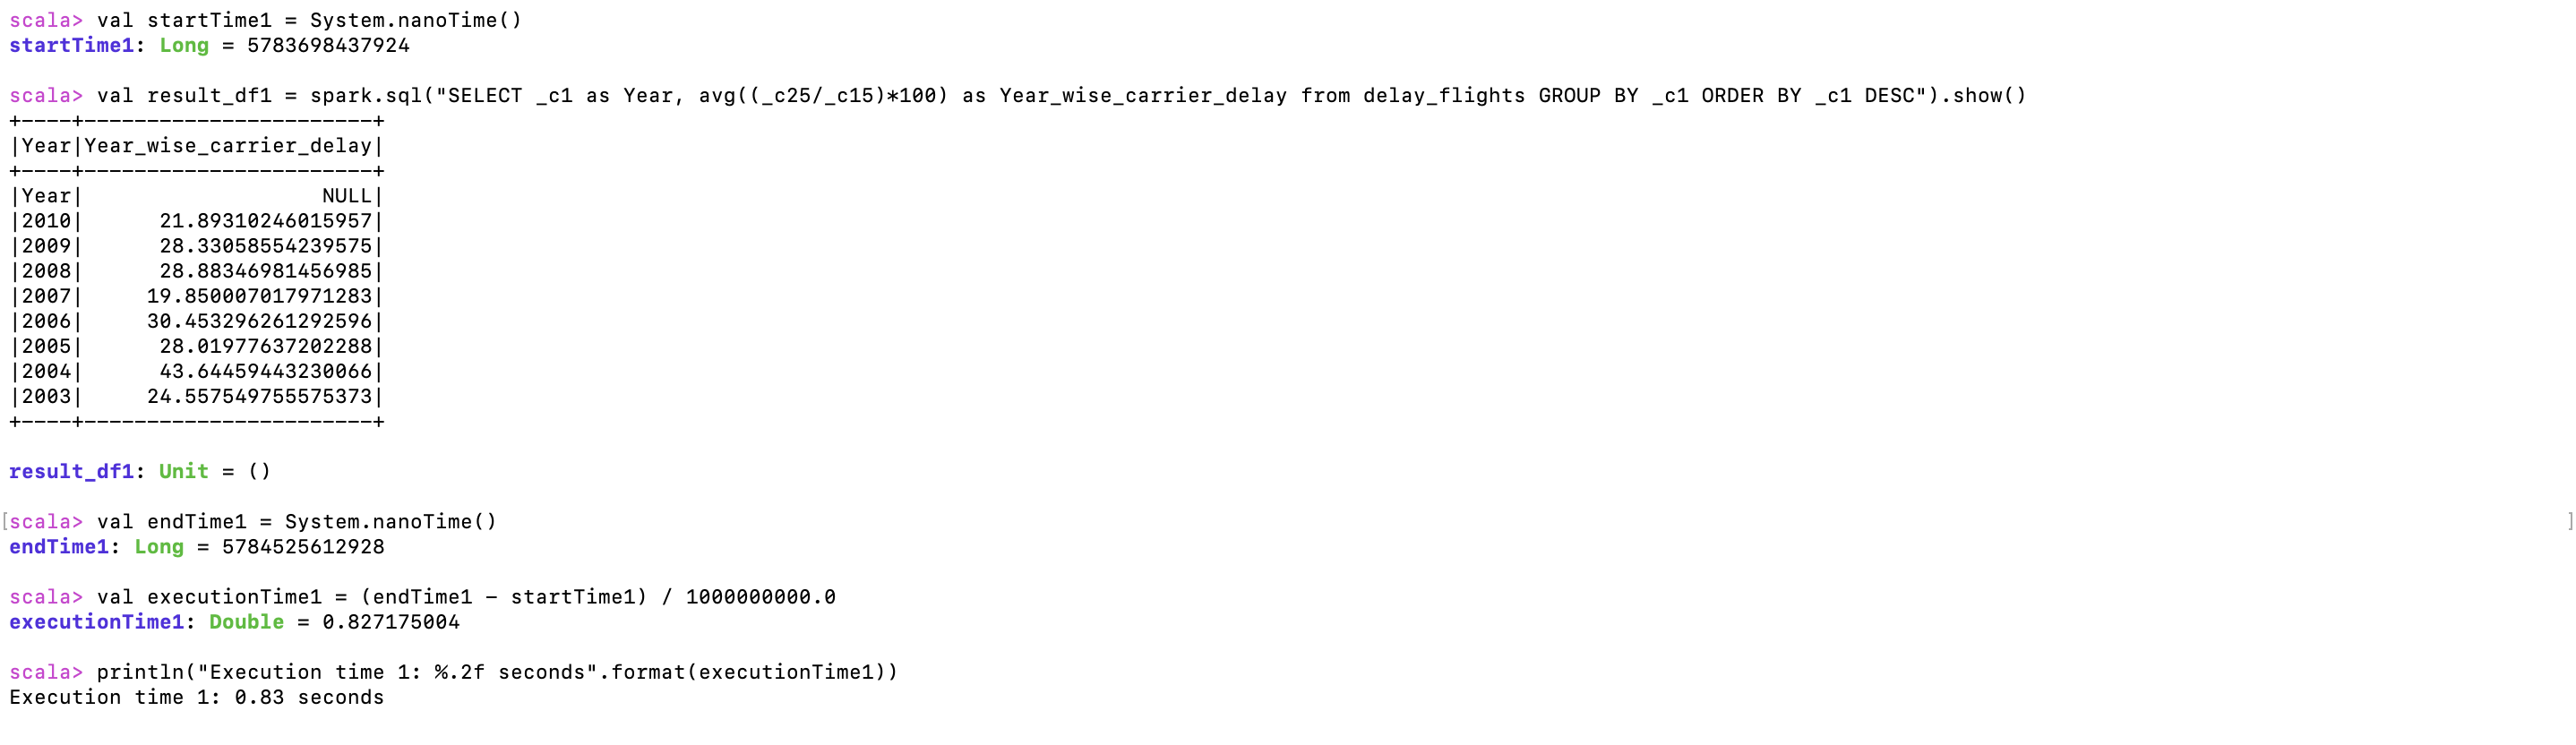 scala> val startTime1 = System.nanoTime()
startTime1: Long = 5783698437924
scala> val result_df1 = spark.sql("SELECT _c1 as Year, avg((_c25/_c15)*100) as Year_wise_carrier_delay from delay_flights GROUP BY _c1 ORDER BY _c1 DESC").show()
+----+-----------------------+
|Year|Year_wise_carrier_delay|
+----+-----------------------+
|Year|                   NULL|
|2010|      21.89310246015957|
|2009|      28.33058554239575|
|2008|      28.88346981456985|
|2007|     19.850007017971283|
|2006|     30.453296261292596|
|2005|      28.01977637202288|
|2004|      43.64459443230066|
|2003|     24.557549755575373|
+----+-----------------------+
result_df1: Unit = ()
[scala> val endTime1 = System.nanoTime() ]
endTime1: Long = 5784525612928
scala> val executionTime1 = (endTime1 - startTime1) / 1000000000.0
executionTime1: Double = 0.827175004
scala> println("Execution time 1: %.2f seconds".format(executionTime1))
Execution time 1: 0.83 seconds